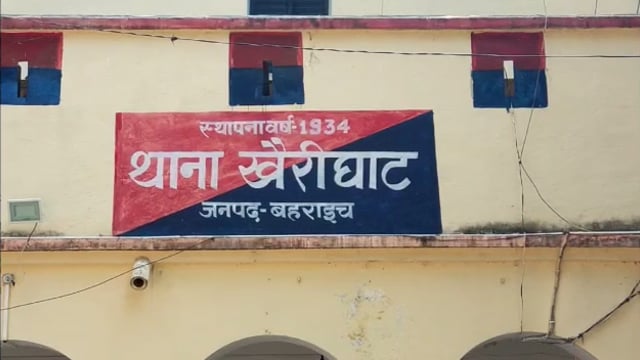 स्थापना वर्ष-1934
थाना खैरीघाट
जनपद-बहराइच